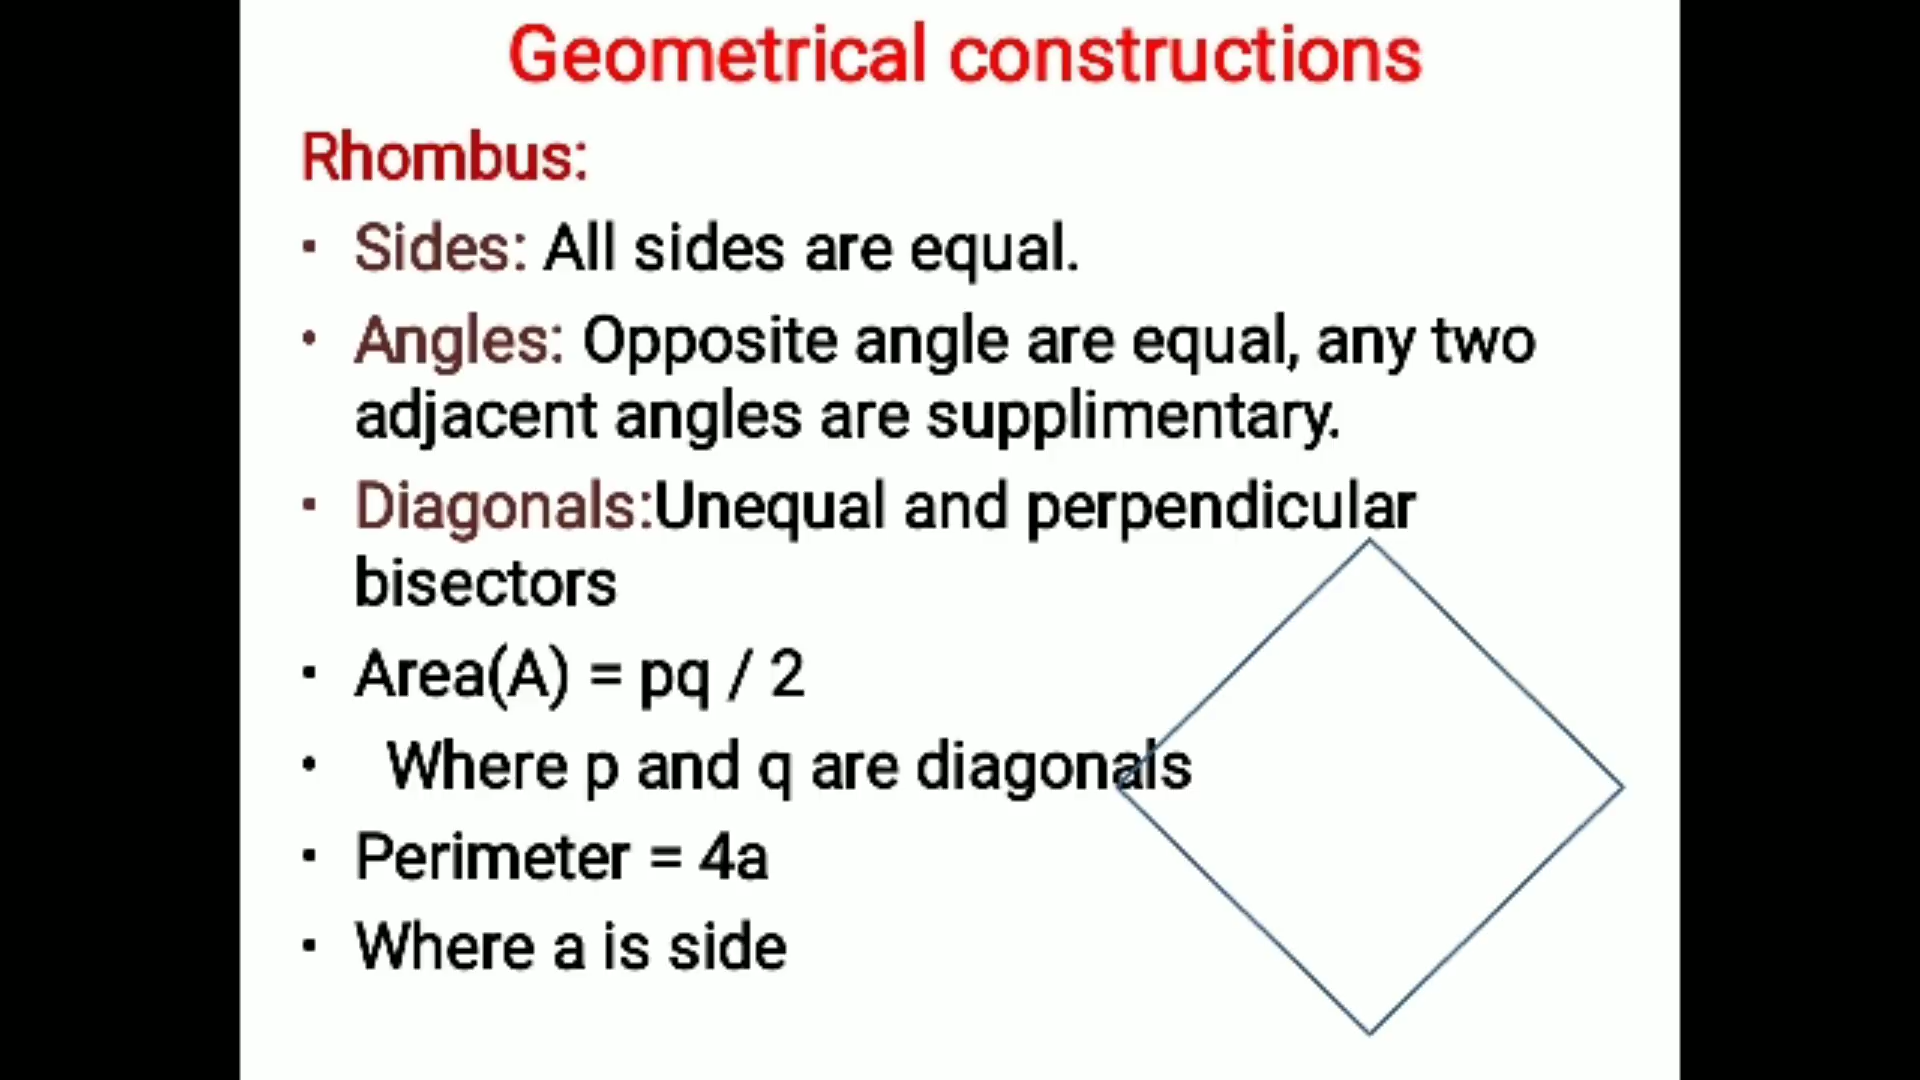 Geometrical constructions
Rhombus:
• Sides: All sides are equal.
• Angles: Opposite angle are equal, any two
adjacent angles are supplimentary.
• Diagonals:Unequal and perpendicular
bisectors
• Area(A) = pq / 2
• Where p and q are diagonals
• Perimeter = 4a
• Where a is side